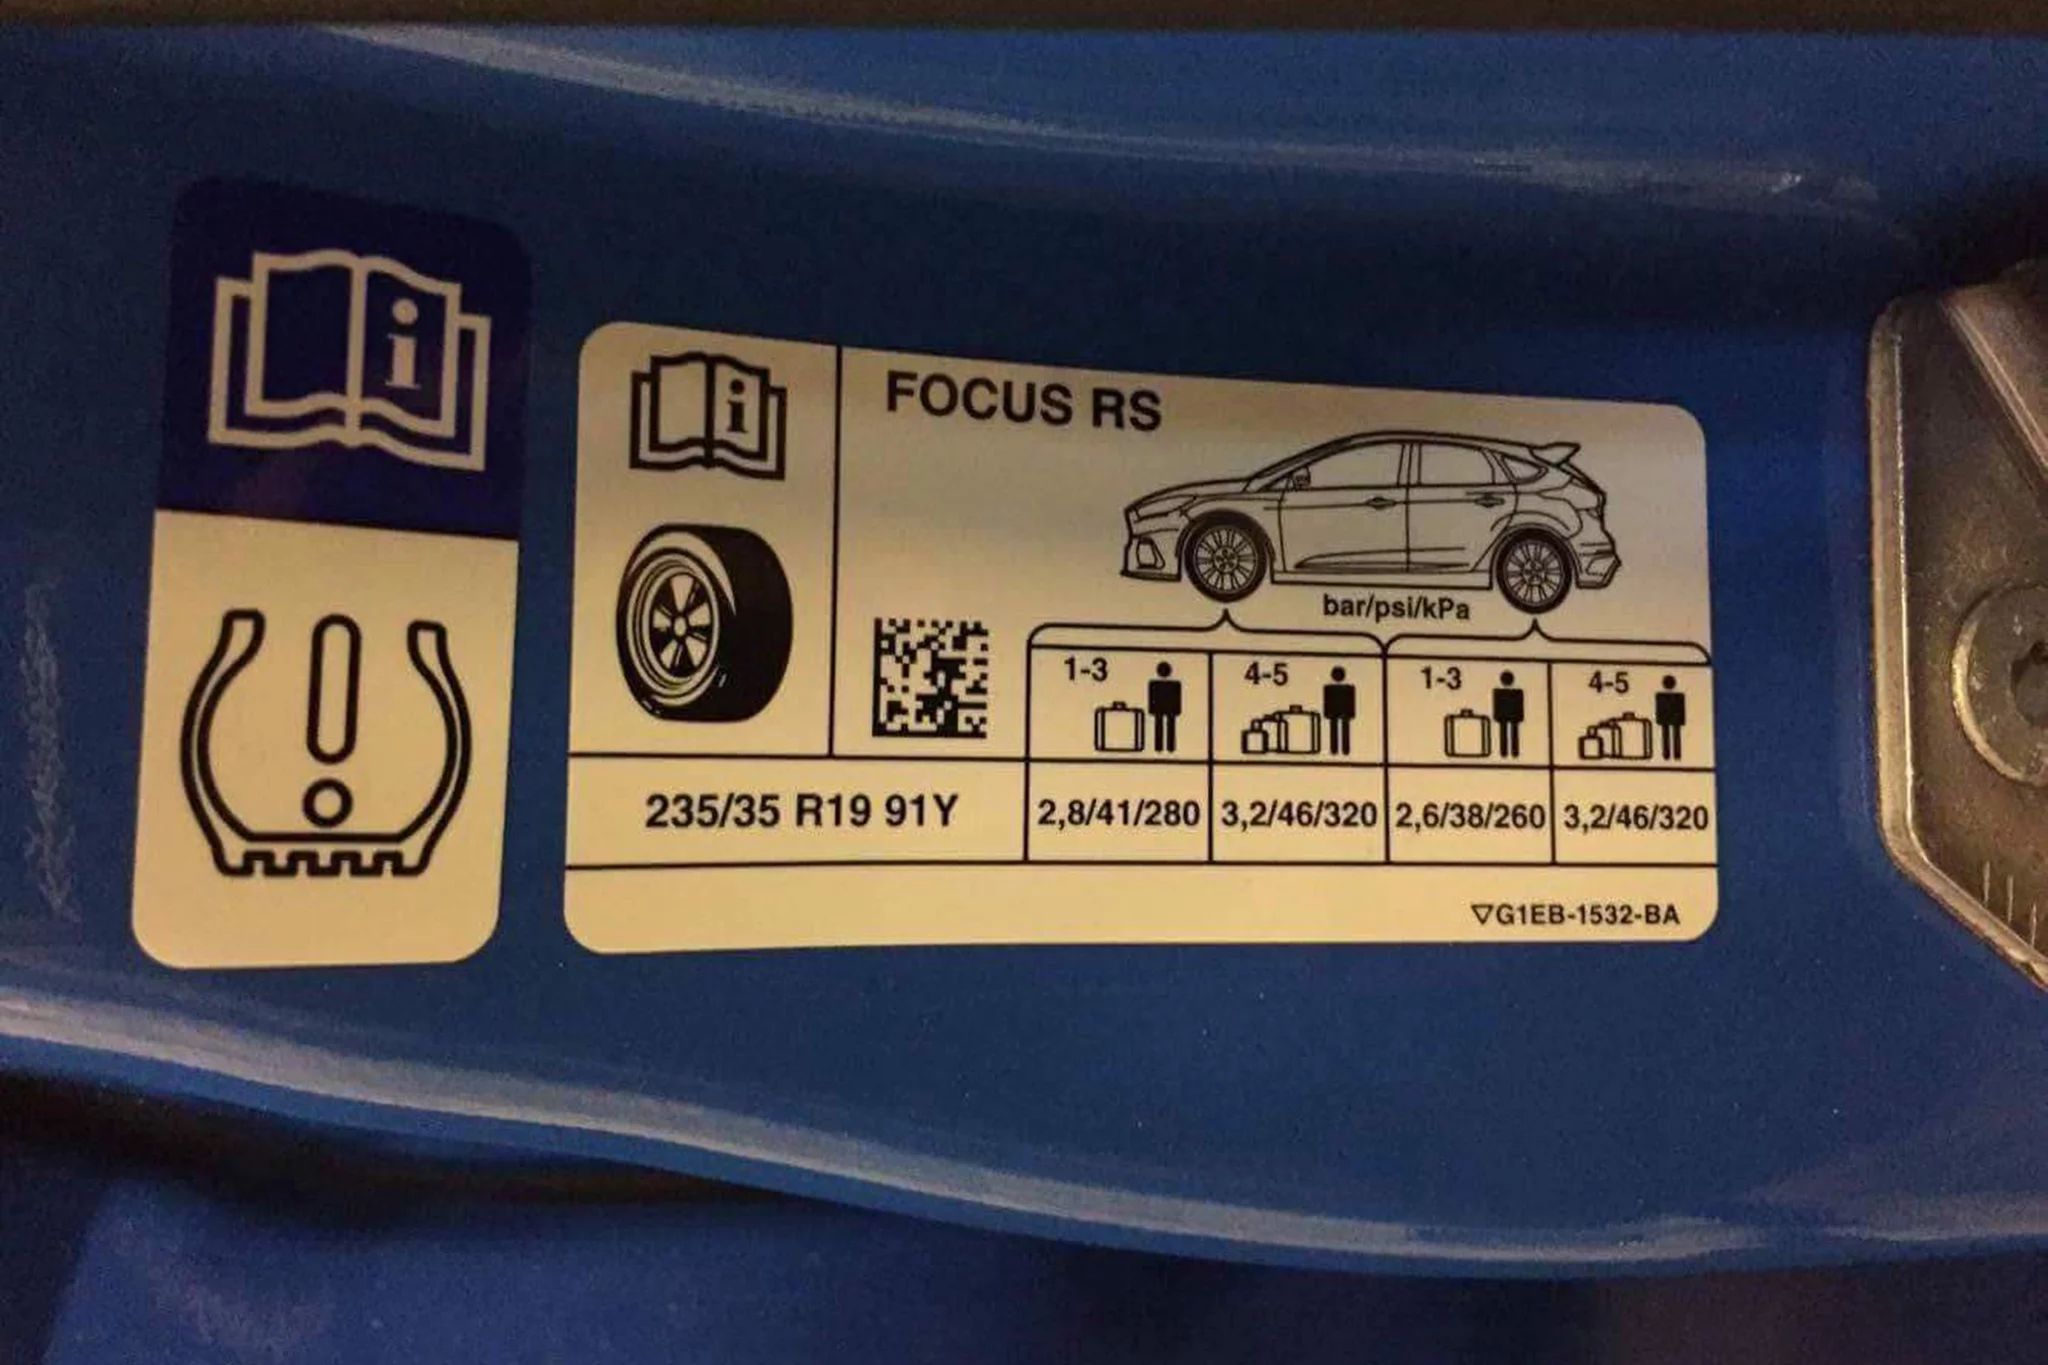 FOCUS RS
bar/psi/kPa
1-3 4-5 1-3 4-5
235/35 R19 91Y 2,8/41/280 3,2/46/320 2,6/38/260 3,2/46/320
▽G1EB-1532-BA